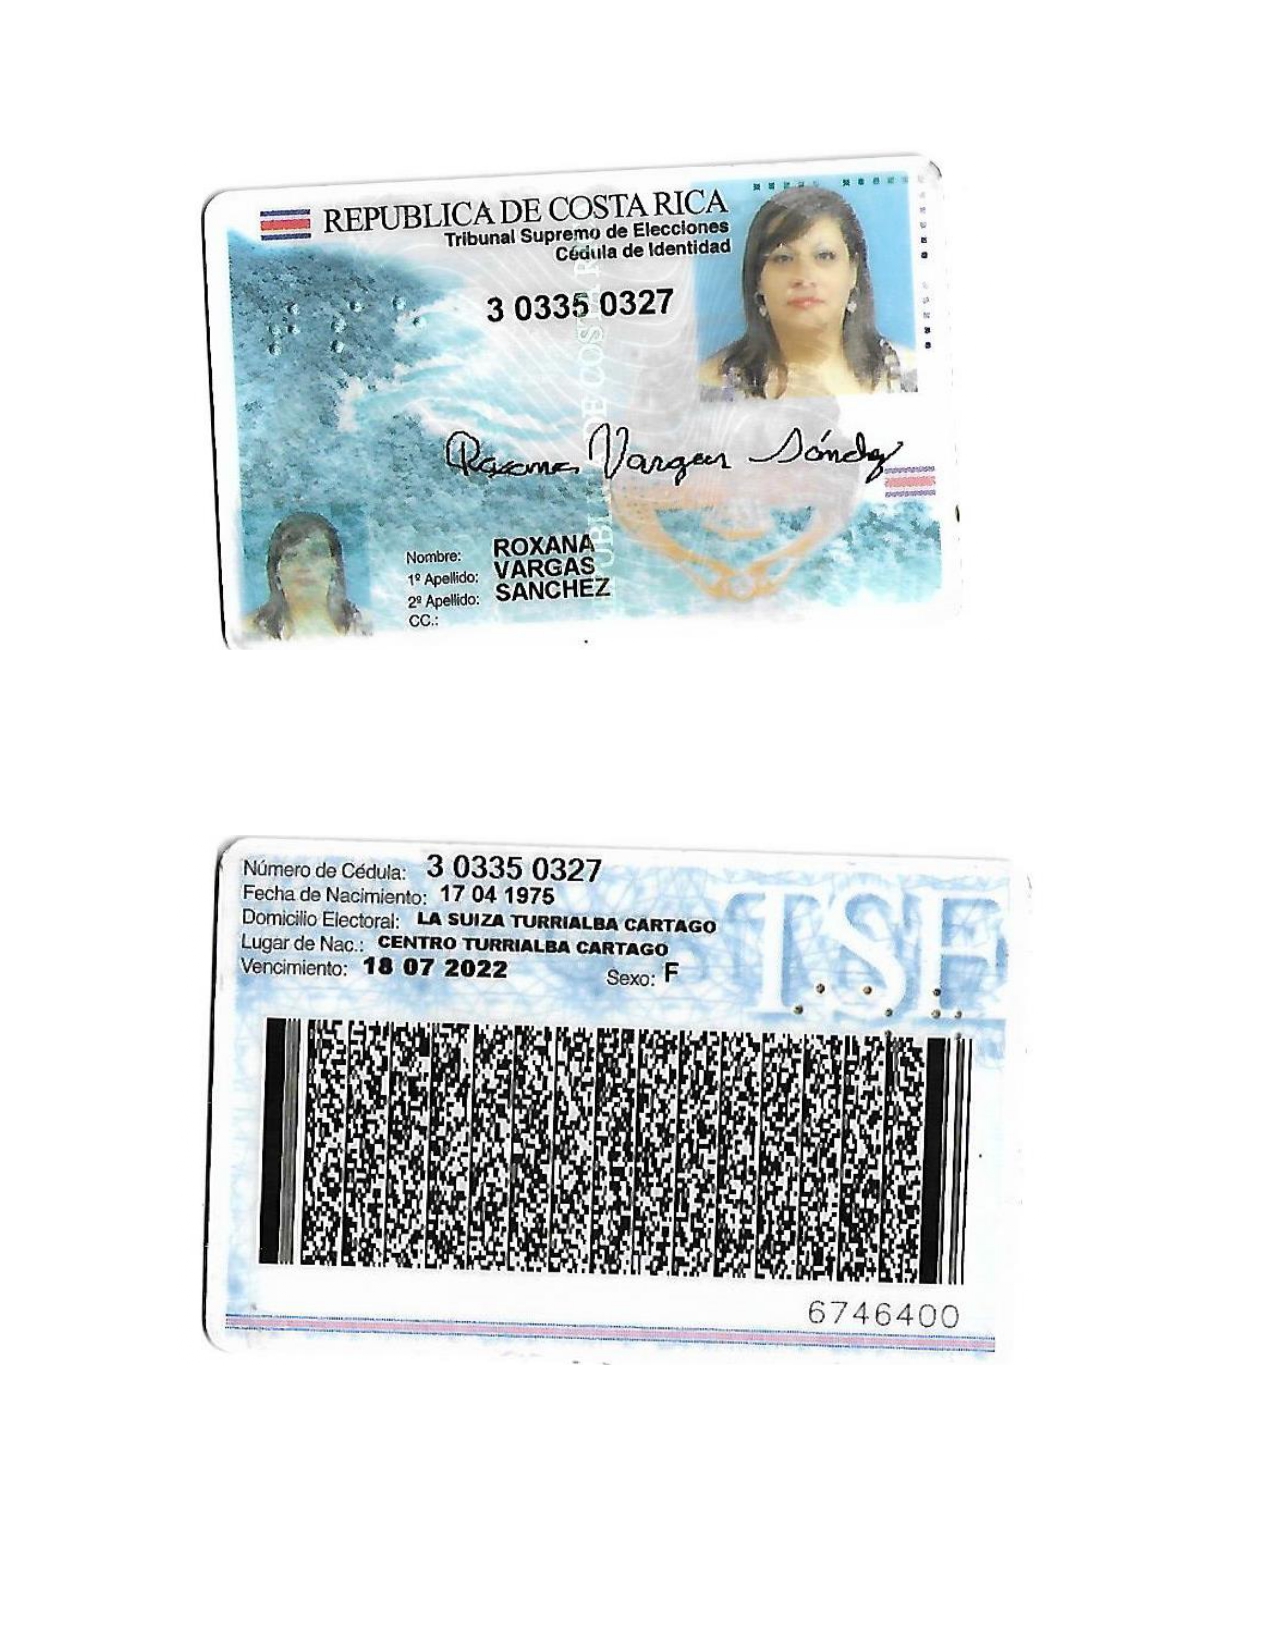 REPUBLICA DE COSTA RICA
Tribunal Supremo de Elecciones
Cédula de Identidad
3 0335 0327
Roxana Vargas Sánchez
Nombre: ROXANA
1º Apellido: VARGAS
2º Apellido: SANCHEZ
CC.:
Número de Cédula: 3 0335 0327
Fecha de Nacimiento: 17 04 1975
Domicilio Electoral: LA SUIZA TURRIALBA CARTAGO
Lugar de Nac.: CENTRO TURRIALBA CARTAGO
Vencimiento: 18 07 2022 Sexo: F
TSE
6746400